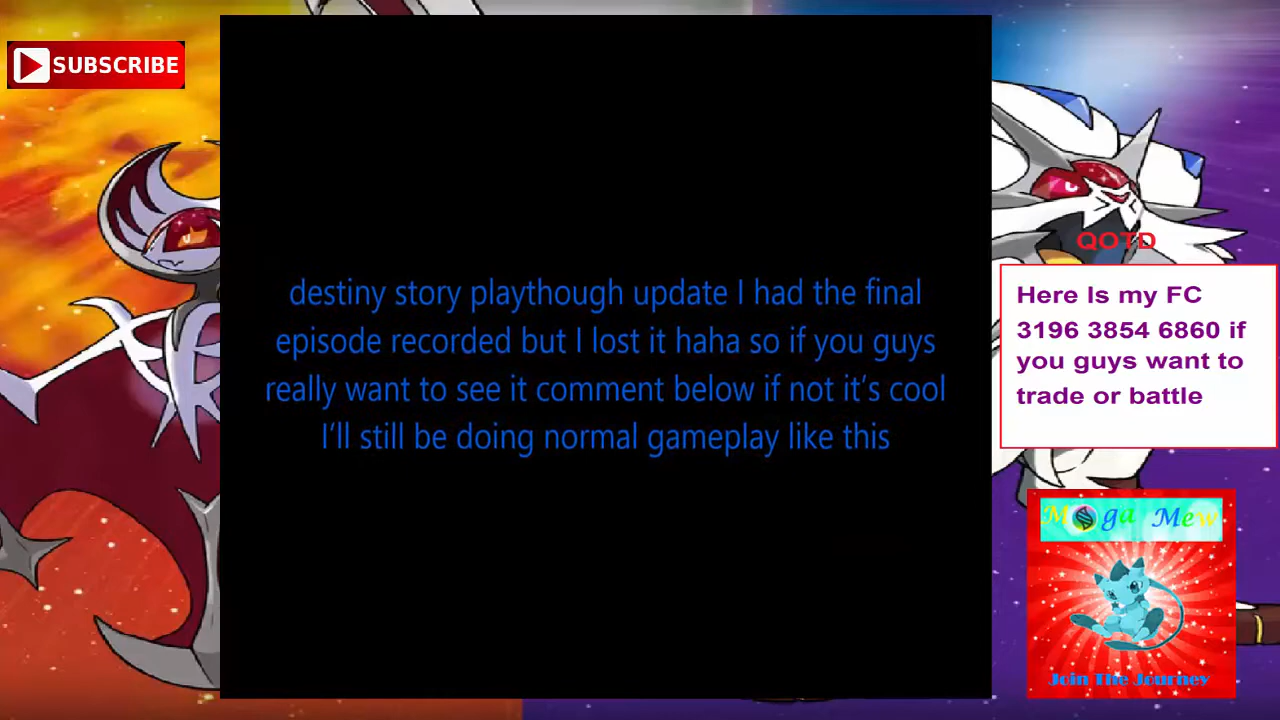 SUBSCRIBE
destiny story playthough update I had the final
episode recorded but I lost it haha so if you guys
really want to see it comment below if not it's cool
I'll still be doing normal gameplay like this
QOTD
Here Is my FC
3196 3854 6860 if
you guys want to
trade or battle
Mega Mew
Join The Journey